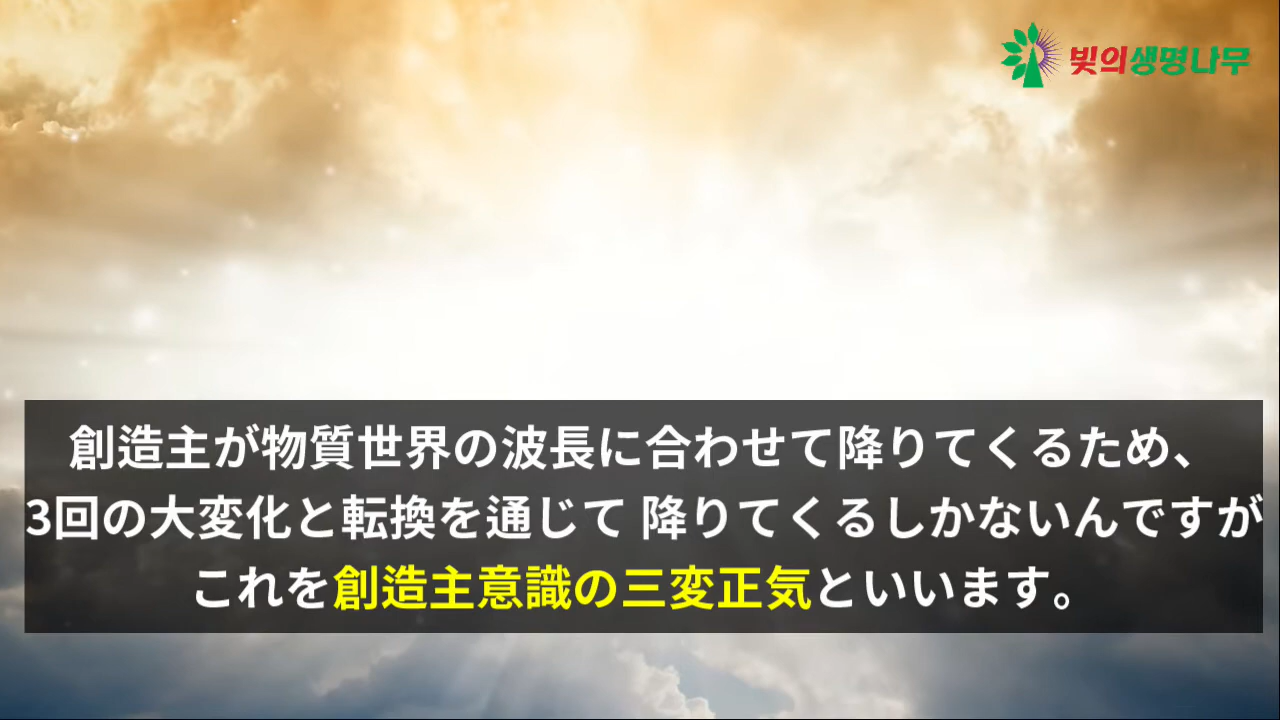 빛의생명나무
創造主が物質世界の波長に合わせて降りてくるため、
3回の大変化と転換を通じて 降りてくるしかないんですが
これを創造主意識の三変正気といいます。